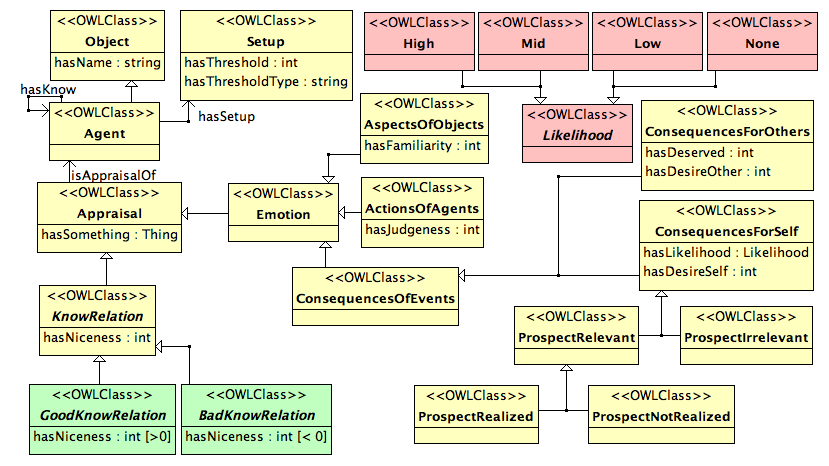 <<OWLClass>>
Object
hasName : string
<<OWLClass>>
Setup
hasThreshold : int
hasThresholdType : string
<<OWLClass>>
High
<<OWLClass>>
Mid
<<OWLClass>>
Low
<<OWLClass>>
None
hasKnow
<<OWLClass>>
Agent
hasSetup
<<OWLClass>>
AspectsOfObjects
hasFamiliarity : int
<<OWLClass>>
Likelihood
<<OWLClass>>
ConsequencesForOthers
hasDeserved : int
hasDesireOther : int
isAppraisalOf
<<OWLClass>>
Appraisal
hasSomething : Thing
<<OWLClass>>
Emotion
<<OWLClass>>
ActionsOfAgents
hasJudgeness : int
<<OWLClass>>
ConsequencesForSelf
hasLikelihood : Likelihood
hasDesireSelf : int
<<OWLClass>>
ConsequencesOfEvents
<<OWLClass>>
KnowRelation
hasNiceness : int
<<OWLClass>>
ProspectRelevant
<<OWLClass>>
ProspectIrrelevant
<<OWLClass>>
GoodKnowRelation
hasNiceness : int [>0]
<<OWLClass>>
BadKnowRelation
hasNiceness : int [< 0]
<<OWLClass>>
ProspectRealized
<<OWLClass>>
ProspectNotRealized